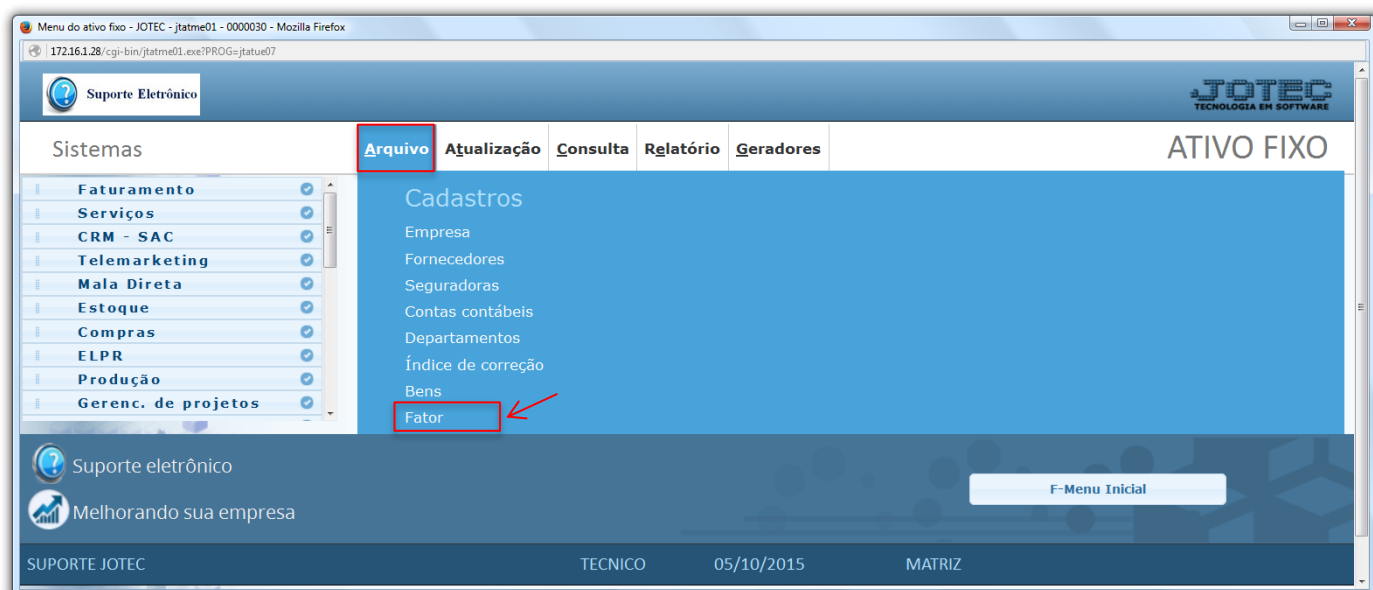 Menu do ativo fixo - JOTEC - jtatme01 - 0000030 - Mozilla Firefox
172.16.1.28/cgi-bin/jtatme01.exe?PROG=jtatue07
Suporte Eletrônico
JOTEC
TECNOLOGIA EM SOFTWARE
Sistemas
Arquivo Atualização Consulta Relatório Geradores
ATIVO FIXO
Faturamento
Serviços
CRM - SAC
Telemarketing
Mala Direta
Estoque
Compras
ELPR
Produção
Gerenc. de projetos
Cadastros
Empresa
Fornecedores
Seguradoras
Contas contábeis
Departamentos
Índice de correção
Bens
Fator
Suporte eletrônico
Melhorando sua empresa
F-Menu Inicial
SUPORTE JOTEC TECNICO 05/10/2015 MATRIZ